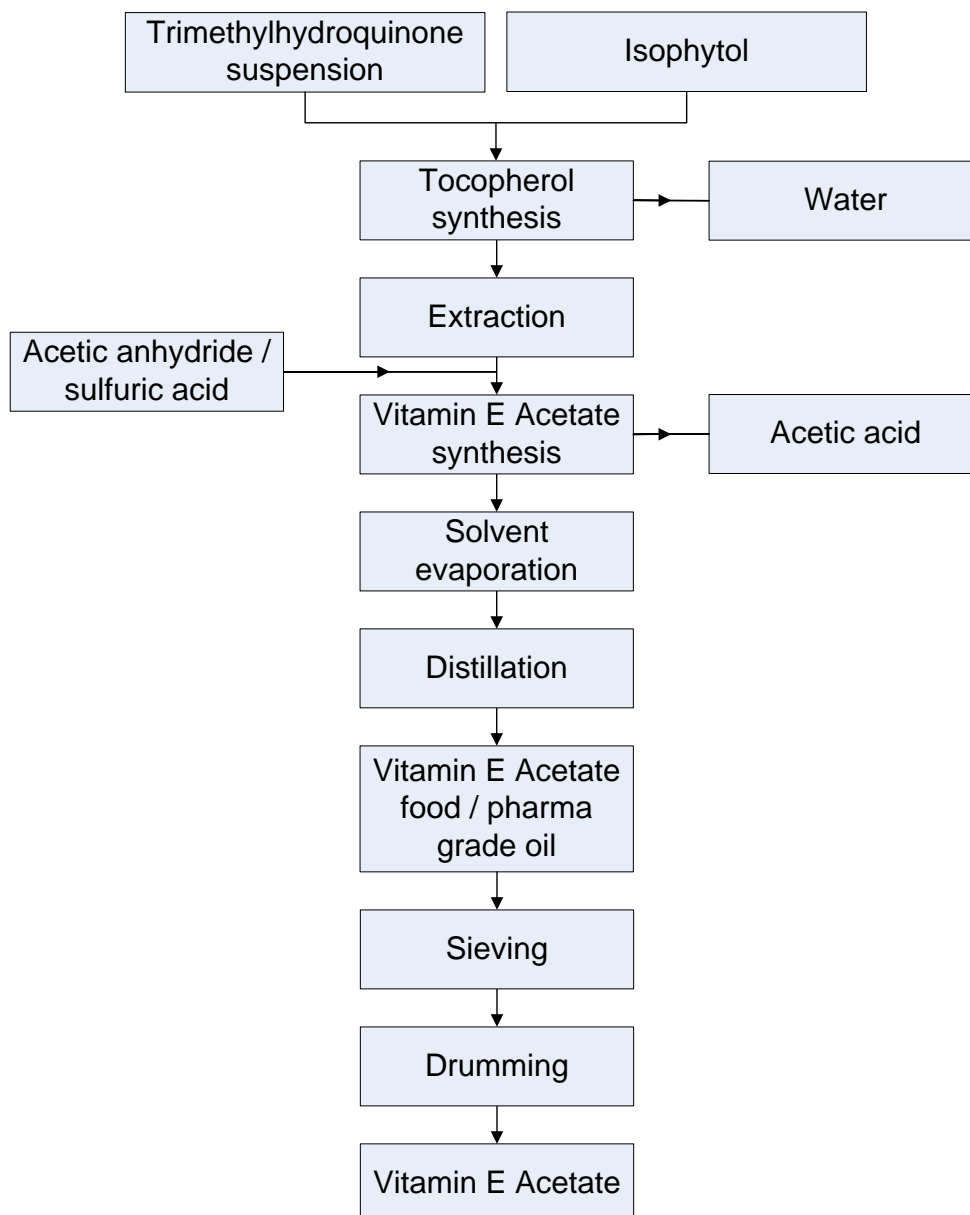 Trimethylhydroquinone
suspension
Isophytol
Tocopherol
synthesis
Water
Extraction
Acetic anhydride /
sulfuric acid
Vitamin E Acetate
synthesis
Acetic acid
Solvent
evaporation
Distillation
Vitamin E Acetate
food / pharma
grade oil
Sieving
Drumming
Vitamin E Acetate